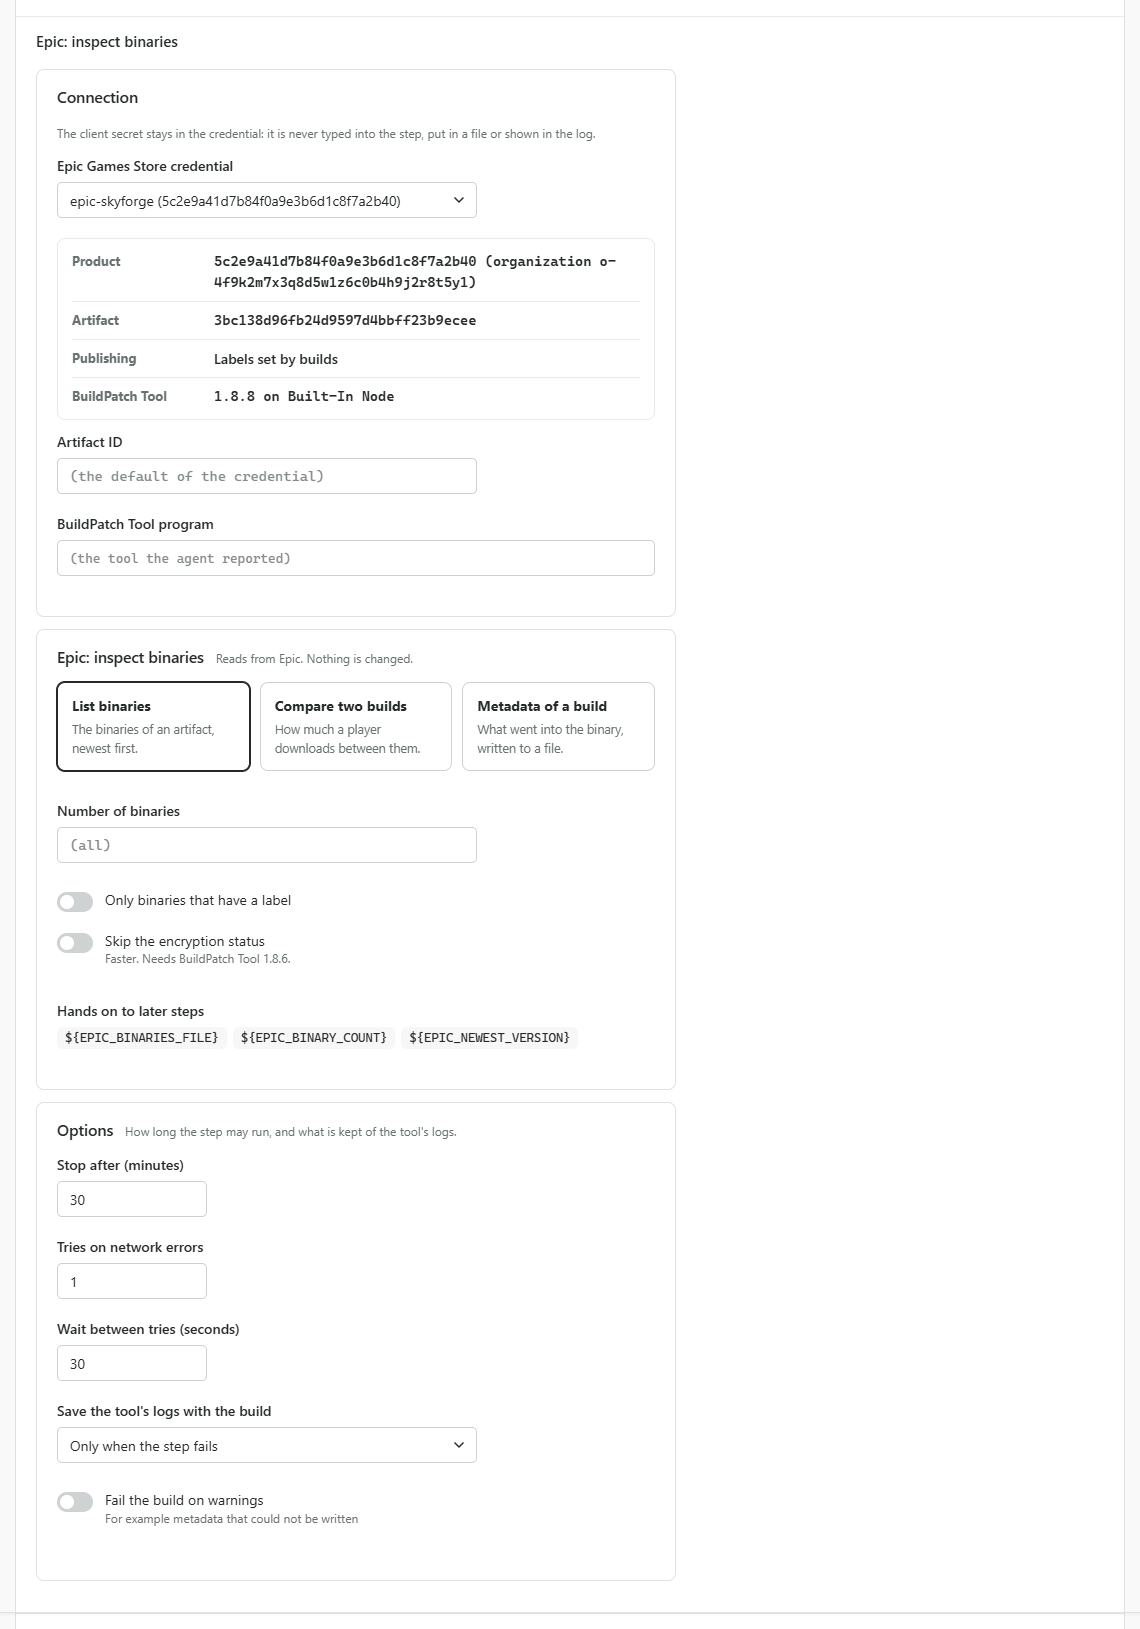 Epic: inspect binaries
Connection
The client secret stays in the credential: it is never typed into the step, put in a file or shown in the log.
Epic Games Store credential
epic-skyforge (5c2e9a41d7b84f0a9e3b6d1c8f7a2b40)
Product
5c2e9a41d7b84f0a9e3b6d1c8f7a2b40 (organization o-
4f9k2m7x3q8d5w1z6c0b4h9j2r8t5y1)
Artifact
3bc138d96fb24d9597d4bbff23b9ecee
Publishing
Labels set by builds
BuildPatch Tool
1.8.8 on Built-In Node
Artifact ID
(the default of the credential)
BuildPatch Tool program
(the tool the agent reported)
Epic: inspect binaries Reads from Epic. Nothing is changed.
List binaries
The binaries of an artifact,
newest first.
Compare two builds
How much a player
downloads between them.
Metadata of a build
What went into the binary,
written to a file.
Number of binaries
(all)
Only binaries that have a label
Skip the encryption status
Faster. Needs BuildPatch Tool 1.8.6.
Hands on to later steps
${EPIC_BINARIES_FILE} ${EPIC_BINARY_COUNT} ${EPIC_NEWEST_VERSION}
Options How long the step may run, and what is kept of the tool's logs.
Stop after (minutes)
30
Tries on network errors
1
Wait between tries (seconds)
30
Save the tool's logs with the build
Only when the step fails
Fail the build on warnings
For example metadata that could not be written